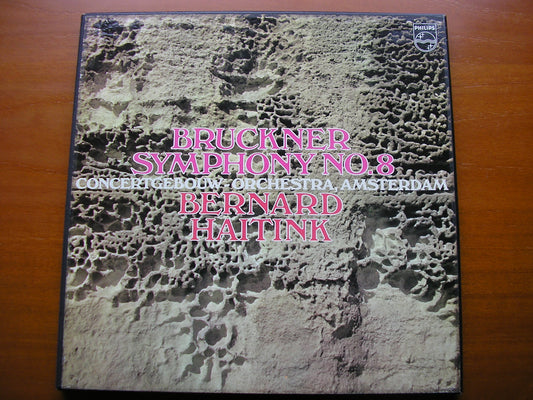 PHILIPS
BRUCKNER
SYMPHONY NO.8
CONCERTGEBOUW-ORCHESTRA, AMSTERDAM
BERNARD
HAITINK